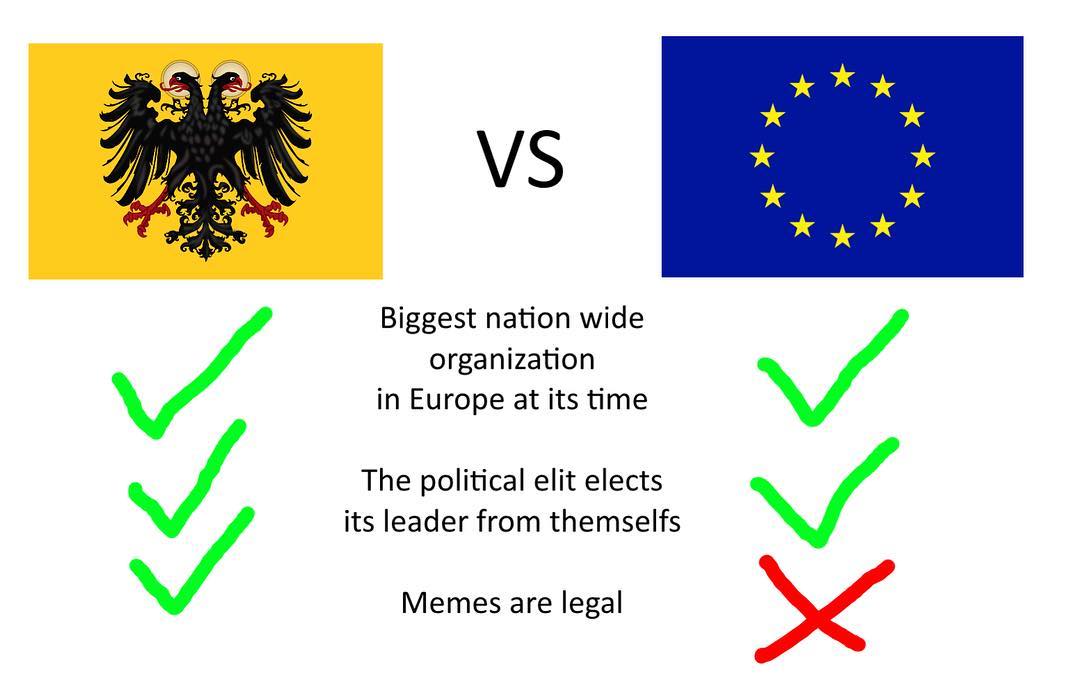 VS
Biggest nation wide
organization
in Europe at its time
The political elit elects
its leader from themselfs
Memes are legal